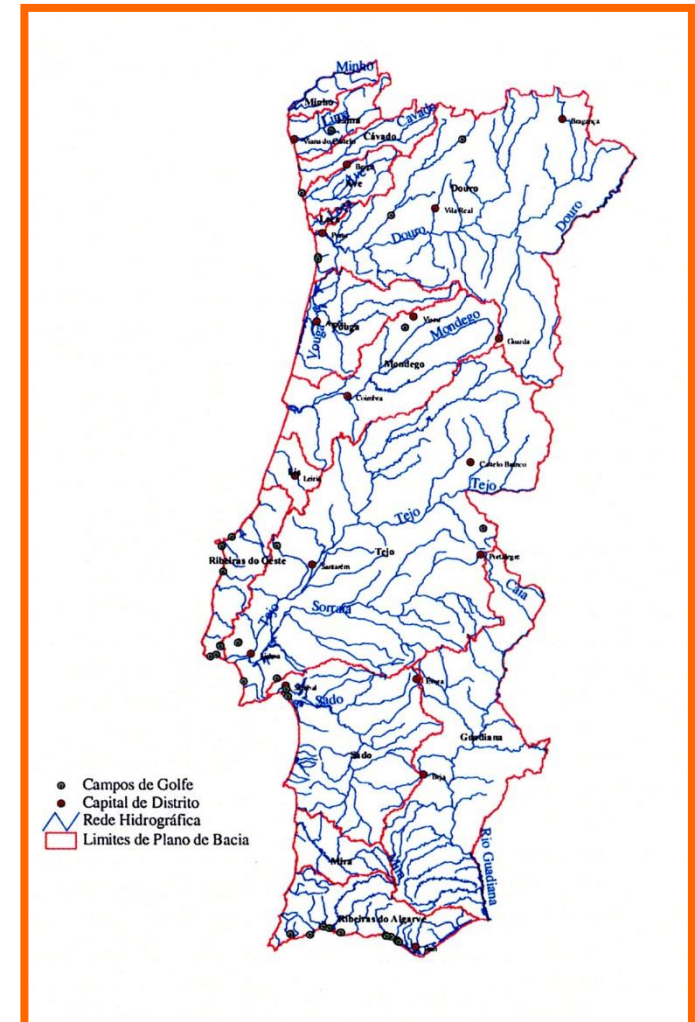 Minho
Minho
Lima
Lima
Cavado
Cávado
Viana do Castelo
Bragança
Braga
Ave
Ave
Douro
Vila Real
Leça
Porto
Douro
Douro
Vouga
Vouga
Viseu
Mondego
Mondego
Guarda
Coimbra
Castelo Branco
Lis
Leiria
Tejo
Tejo
Tejo
Ribeiras do Oeste
Santarém
Portalegre
Caia
Tejo
Sorraia
Lisboa
Setúbal
Sado
Évora
Guadiana
Sado
Beja
Campos de Golfe
Capital de Distrito
Rede Hidrográfica
Limites de Plano de Bacia
Mira
Mira
Rio Guadiana
Ribeiras do Algarve
Faro